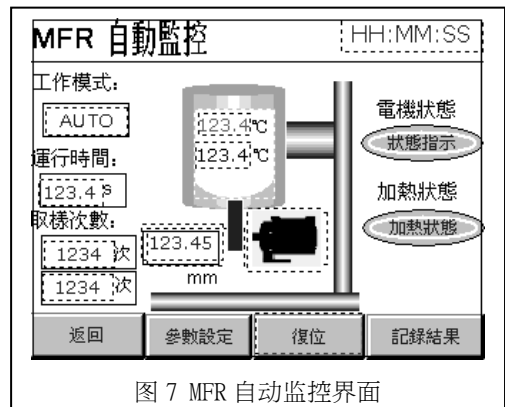 MFR 自動監控 HH:MM:SS
工作模式:
AUTO
運行時間:
123.4 s
取樣次數:
1234 次
1234 次
123.4 ℃
123.4 ℃
123.45
mm
電機狀態
狀態指示
加熱狀態
加熱狀態
返回 參數設定 復位 記錄結果
图 7 MFR 自动监控界面